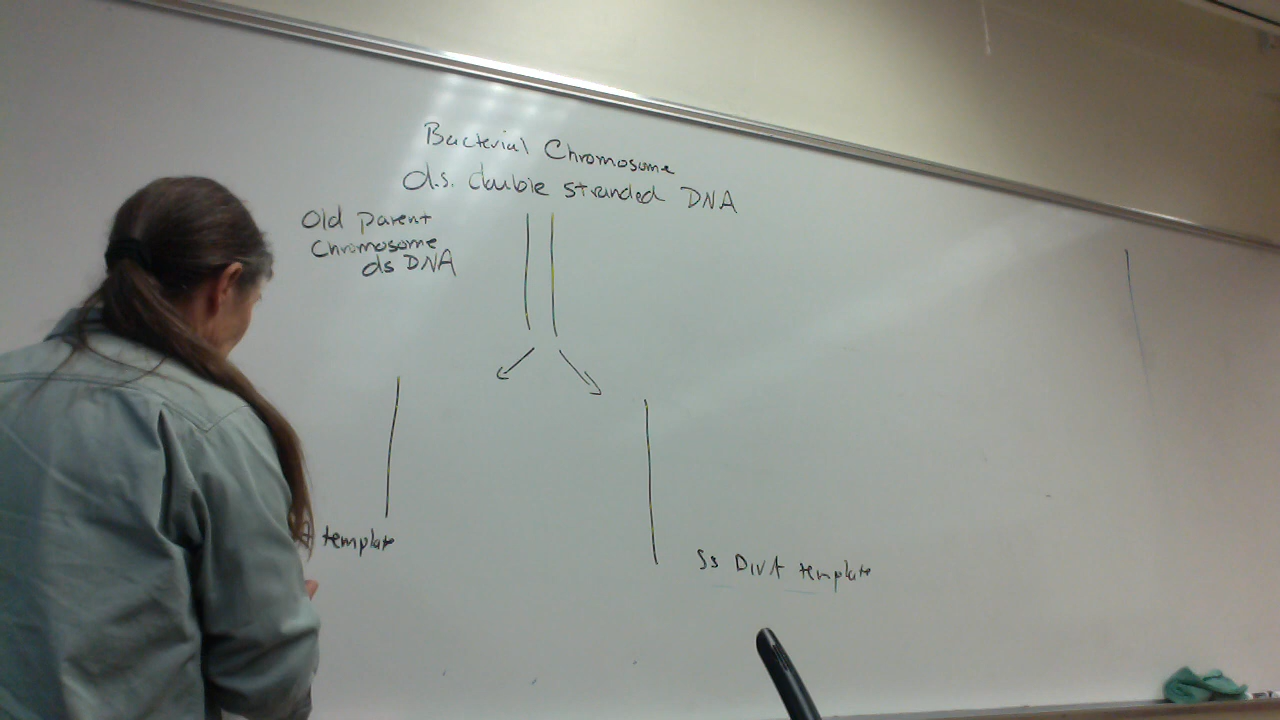 Bacterial Chromosome
d.s. double stranded DNA
Old parent
Chromosome
ds DNA
template
Ss DNA template